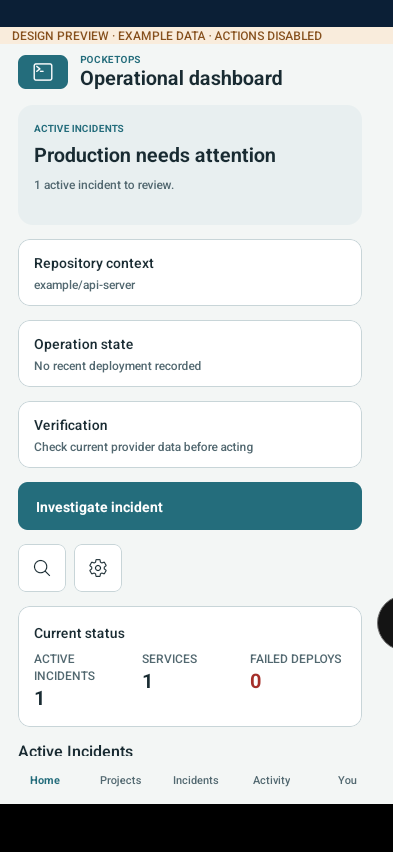 DESIGN PREVIEW · EXAMPLE DATA · ACTIONS DISABLED
POCKETOPS
Operational dashboard
ACTIVE INCIDENTS
Production needs attention
1 active incident to review.
Repository context
example/api-server
Operation state
No recent deployment recorded
Verification
Check current provider data before acting
Investigate incident
Current status
ACTIVE INCIDENTS
1
SERVICES
1
FAILED DEPLOYS
0
Active Incidents
Home Projects Incidents Activity You